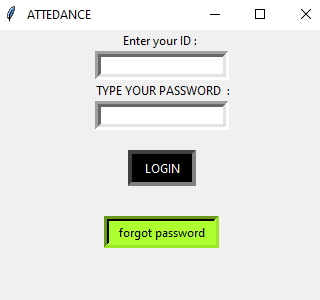 ATTEDANCE
Enter your ID :
TYPE YOUR PASSWORD  :
LOGIN
forgot password